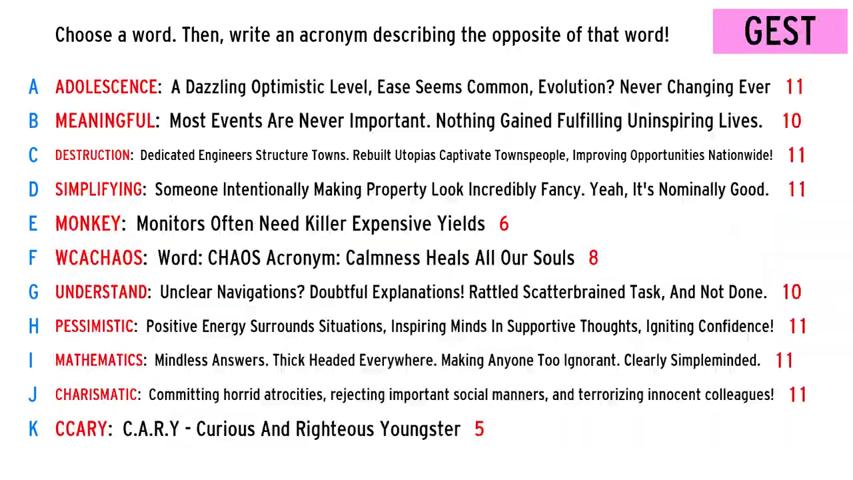 Choose a word. Then, write an acronym describing the opposite of that word!
GEST
A ADOLESCENCE: A Dazzling Optimistic Level, Ease Seems Common, Evolution? Never Changing Ever 11
B MEANINGFUL: Most Events Are Never Important. Nothing Gained Fulfilling Uninspiring Lives. 10
C DESTRUCTION: Dedicated Engineers Structure Towns. Rebuilt Utopias Captivate Townspeople, Improving Opportunities Nationwide! 11
D SIMPLIFYING: Someone Intentionally Making Property Look Incredibly Fancy. Yeah, It's Nominally Good. 11
E MONKEY: Monitors Often Need Killer Expensive Yields 6
F WCACHAOS: Word: CHAOS Acronym: Calmness Heals All Our Souls 8
G UNDERSTAND: Unclear Navigations? Doubtful Explanations! Rattled Scatterbrained Task, And Not Done. 10
H PESSIMISTIC: Positive Energy Surrounds Situations, Inspiring Minds In Supportive Thoughts, Igniting Confidence! 11
I MATHEMATICS: Mindless Answers. Thick Headed Everywhere. Making Anyone Too Ignorant. Clearly Simpleminded. 11
J CHARISMATIC: Committing horrid atrocities, rejecting important social manners, and terrorizing innocent colleagues! 11
K CCARY: C.A.R.Y - Curious And Righteous Youngster 5